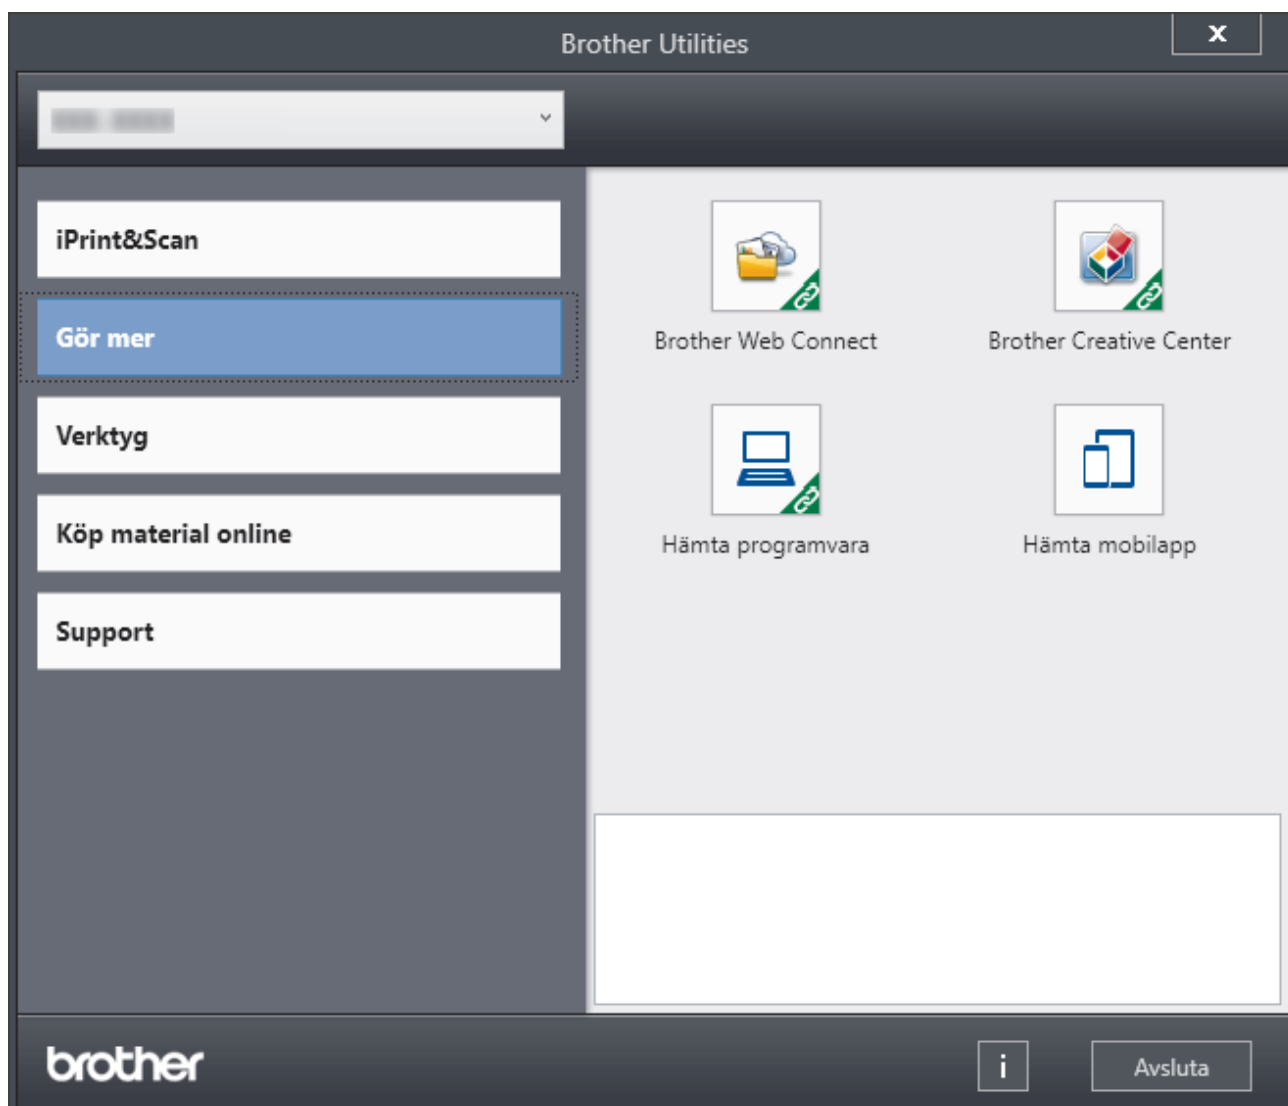 Brother Utilities
x
iPrint&Scan
Gör mer
Verktyg
Köp material online
Support
Brother Web Connect
Brother Creative Center
Hämta programvara
Hämta mobilapp
brother
i
Avsluta